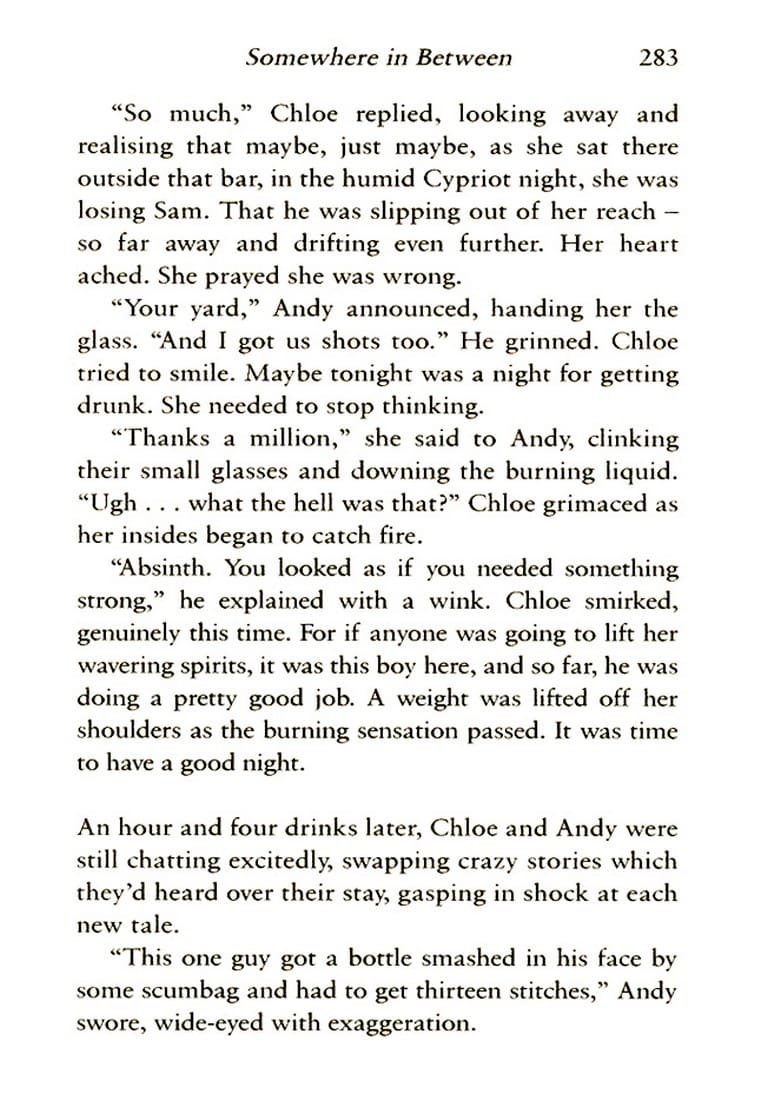 Somewhere in Between 283
“So much,” Chloe replied, looking away and
realising that maybe, just maybe, as she sat there
outside that bar, in the humid Cypriot night, she was
losing Sam. That he was slipping out of her reach –
so far away and drifting even further. Her heart
ached. She prayed she was wrong.
“Your yard,” Andy announced, handing her the
glass. “And I got us shots too.” He grinned. Chloe
tried to smile. Maybe tonight was a night for getting
drunk. She needed to stop thinking.
“Thanks a million,” she said to Andy, clinking
their small glasses and downing the burning liquid.
“Ugh . . . what the hell was that?” Chloe grimaced as
her insides began to catch fire.
“Absinth. You looked as if you needed something
strong,” he explained with a wink. Chloe smirked,
genuinely this time. For if anyone was going to lift her
wavering spirits, it was this boy here, and so far, he was
doing a pretty good job. A weight was lifted off her
shoulders as the burning sensation passed. It was time
to have a good night.
An hour and four drinks later, Chloe and Andy were
still chatting excitedly, swapping crazy stories which
they’d heard over their stay, gasping in shock at each
new tale.
“This one guy got a bottle smashed in his face by
some scumbag and had to get thirteen stitches,” Andy
swore, wide-eyed with exaggeration.